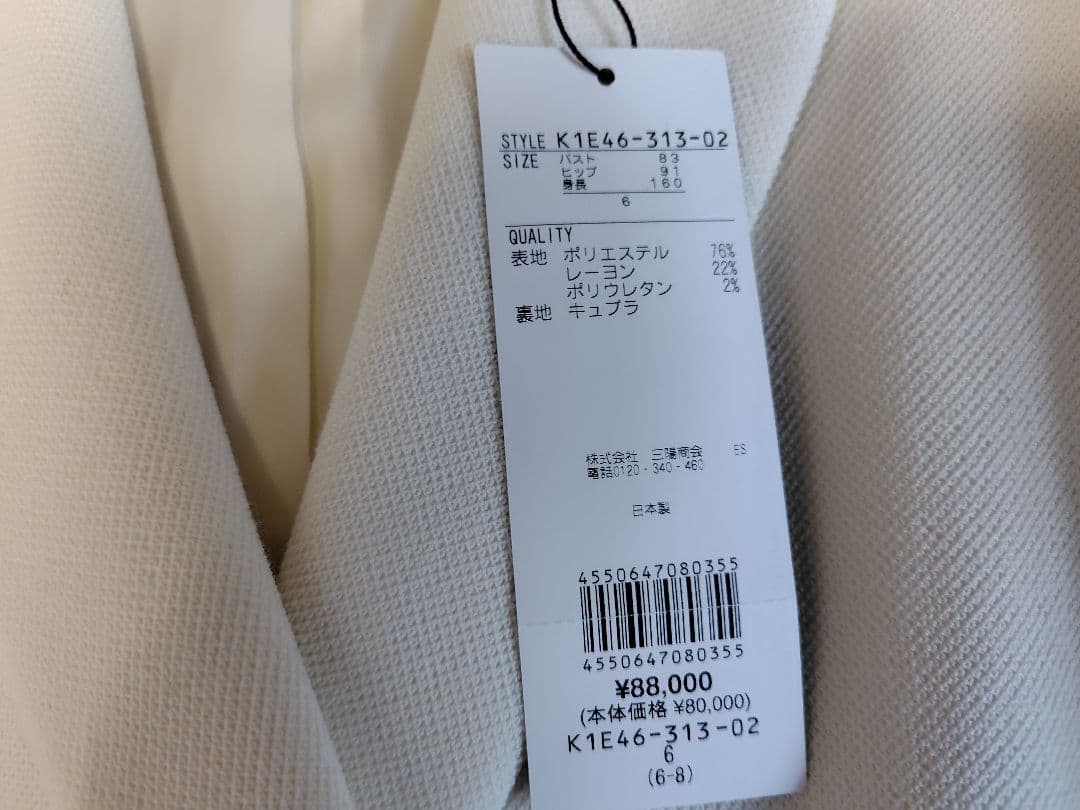 STYLE K1E46-313-02
SIZE バスト 83
ヒップ 91
身長 160
6
QUALITY
表地 ポリエステル 76%
レーヨン 22%
ポリウレタン 2%
裏地 キュプラ
株式会社 三陽商会 ES
電話0120-340-460
日本製
4550647080355
4550647080355
¥88,000
(本体価格 ¥80,000)
K1E46-313-02
6
(6-8)